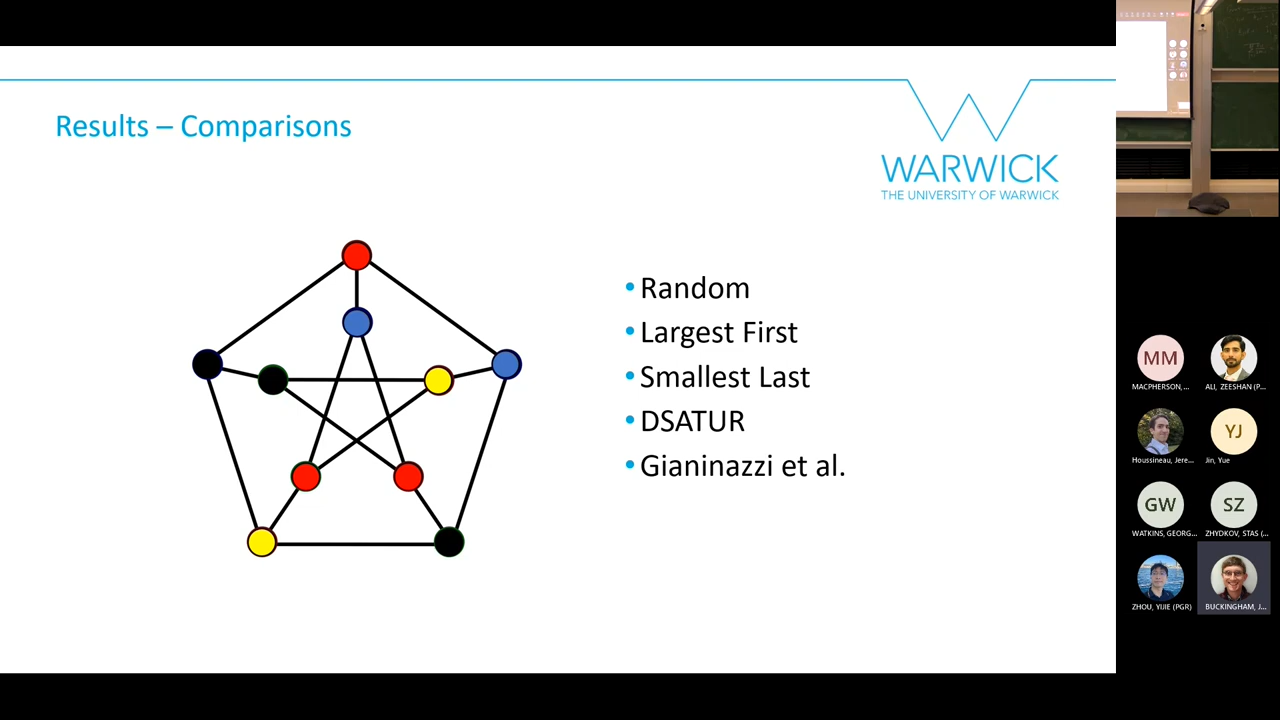 Results – Comparisons
WARWICK
THE UNIVERSITY OF WARWICK
• Random
• Largest First
• Smallest Last
• DSATUR
• Gianinazzi et al.
MM
MACPHERSON,...
ALI, ZEESHAN (P...
Houssineau, Jere...
YJ
Jin, Yue
GW
WATKINS, GEORG...
SZ
ZHYDKOV, STAS (...
ZHOU, YIJIE (PGR)
BUCKINGHAM, J...